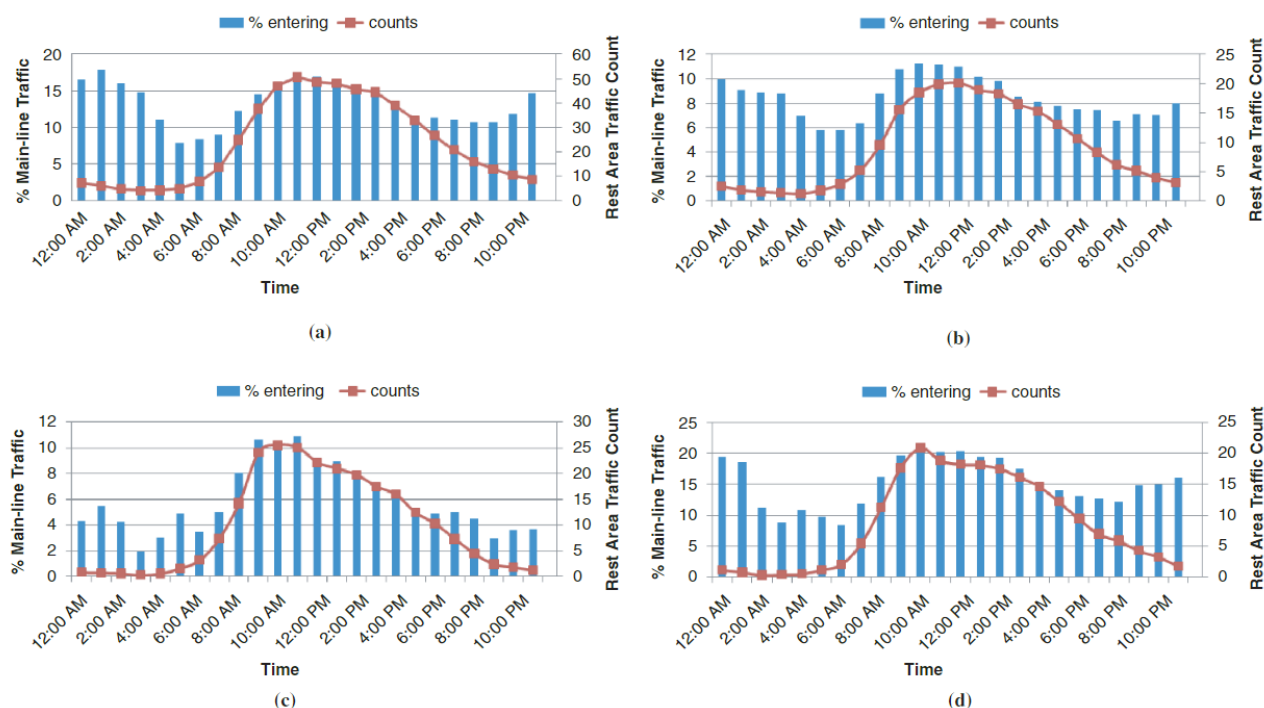 % entering counts
% Main-line Traffic
20
15
10
5
0
60
50
40
30
20
10
0
Rest Area Traffic Count
12:00 AM
2:00 AM
4:00 AM
6:00 AM
8:00 AM
10:00 AM
12:00 PM
2:00 PM
4:00 PM
6:00 PM
8:00 PM
10:00 PM
Time
(a)
% entering counts
% Main-line Traffic
12
10
8
6
4
2
0
25
20
15
10
5
0
Rest Area Traffic Count
12:00 AM
2:00 AM
4:00 AM
6:00 AM
8:00 AM
10:00 AM
12:00 PM
2:00 PM
4:00 PM
6:00 PM
8:00 PM
10:00 PM
Time
(b)
% entering counts
% Main-line Traffic
12
10
8
6
4
2
0
30
25
20
15
10
5
0
Rest Area Traffic Count
12:00 AM
2:00 AM
4:00 AM
6:00 AM
8:00 AM
10:00 AM
12:00 PM
2:00 PM
4:00 PM
6:00 PM
8:00 PM
10:00 PM
Time
(c)
% entering counts
% Main-line Traffic
25
20
15
10
5
0
25
20
15
10
5
0
Rest Area Traffic Count
12:00 AM
2:00 AM
4:00 AM
6:00 AM
8:00 AM
10:00 AM
12:00 PM
2:00 PM
4:00 PM
6:00 PM
8:00 PM
10:00 PM
Time
(d)